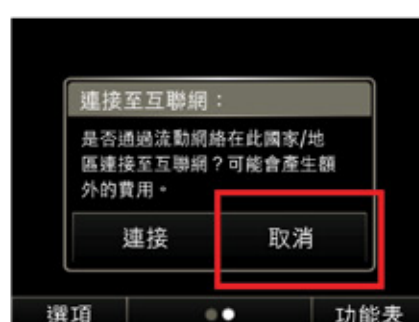 連接至互聯網：
是否通過流動網絡在此國家/地
區連接至互聯網？可能會產生額
外的費用。
連接 取消
選項 功能表